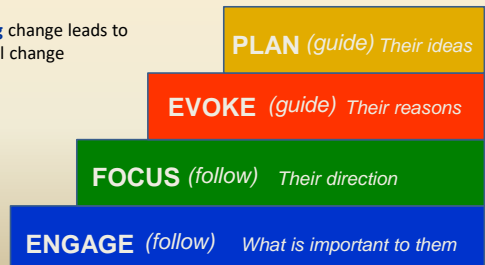 change leads to
change
PLAN (guide) Their ideas
EVOKE (guide) Their reasons
FOCUS (follow) Their direction
ENGAGE (follow) What is important to them